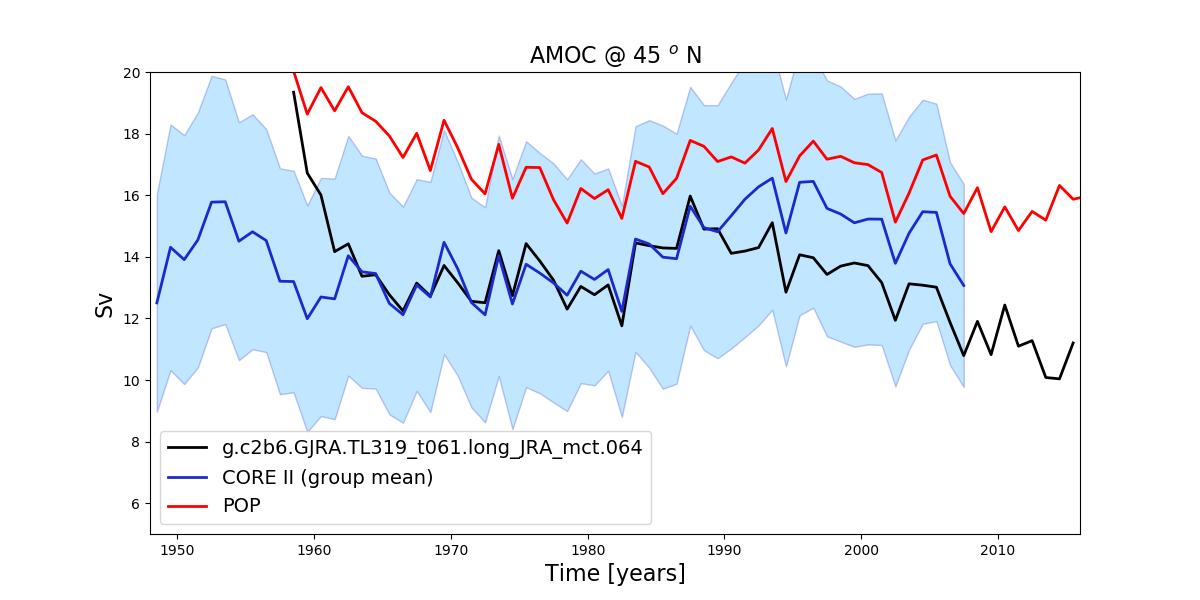 AMOC @ 45 ° N
Sv
20
18
16
14
12
10
8
6
g.c2b6.GJRA.TL319_t061.long_JRA_mct.064
CORE II (group mean)
POP
1950 1960 1970 1980 1990 2000 2010
Time [years]